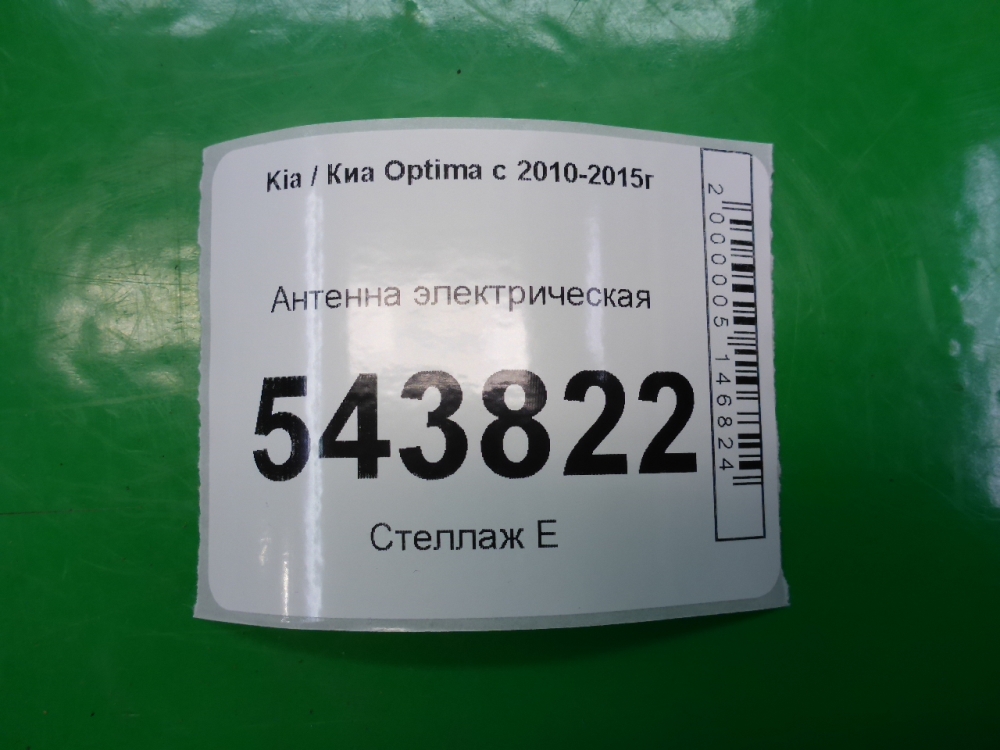 Kia / Киа Optima с 2010-2015г
Антенна электрическая
543822
Стеллаж Е
2000005146824